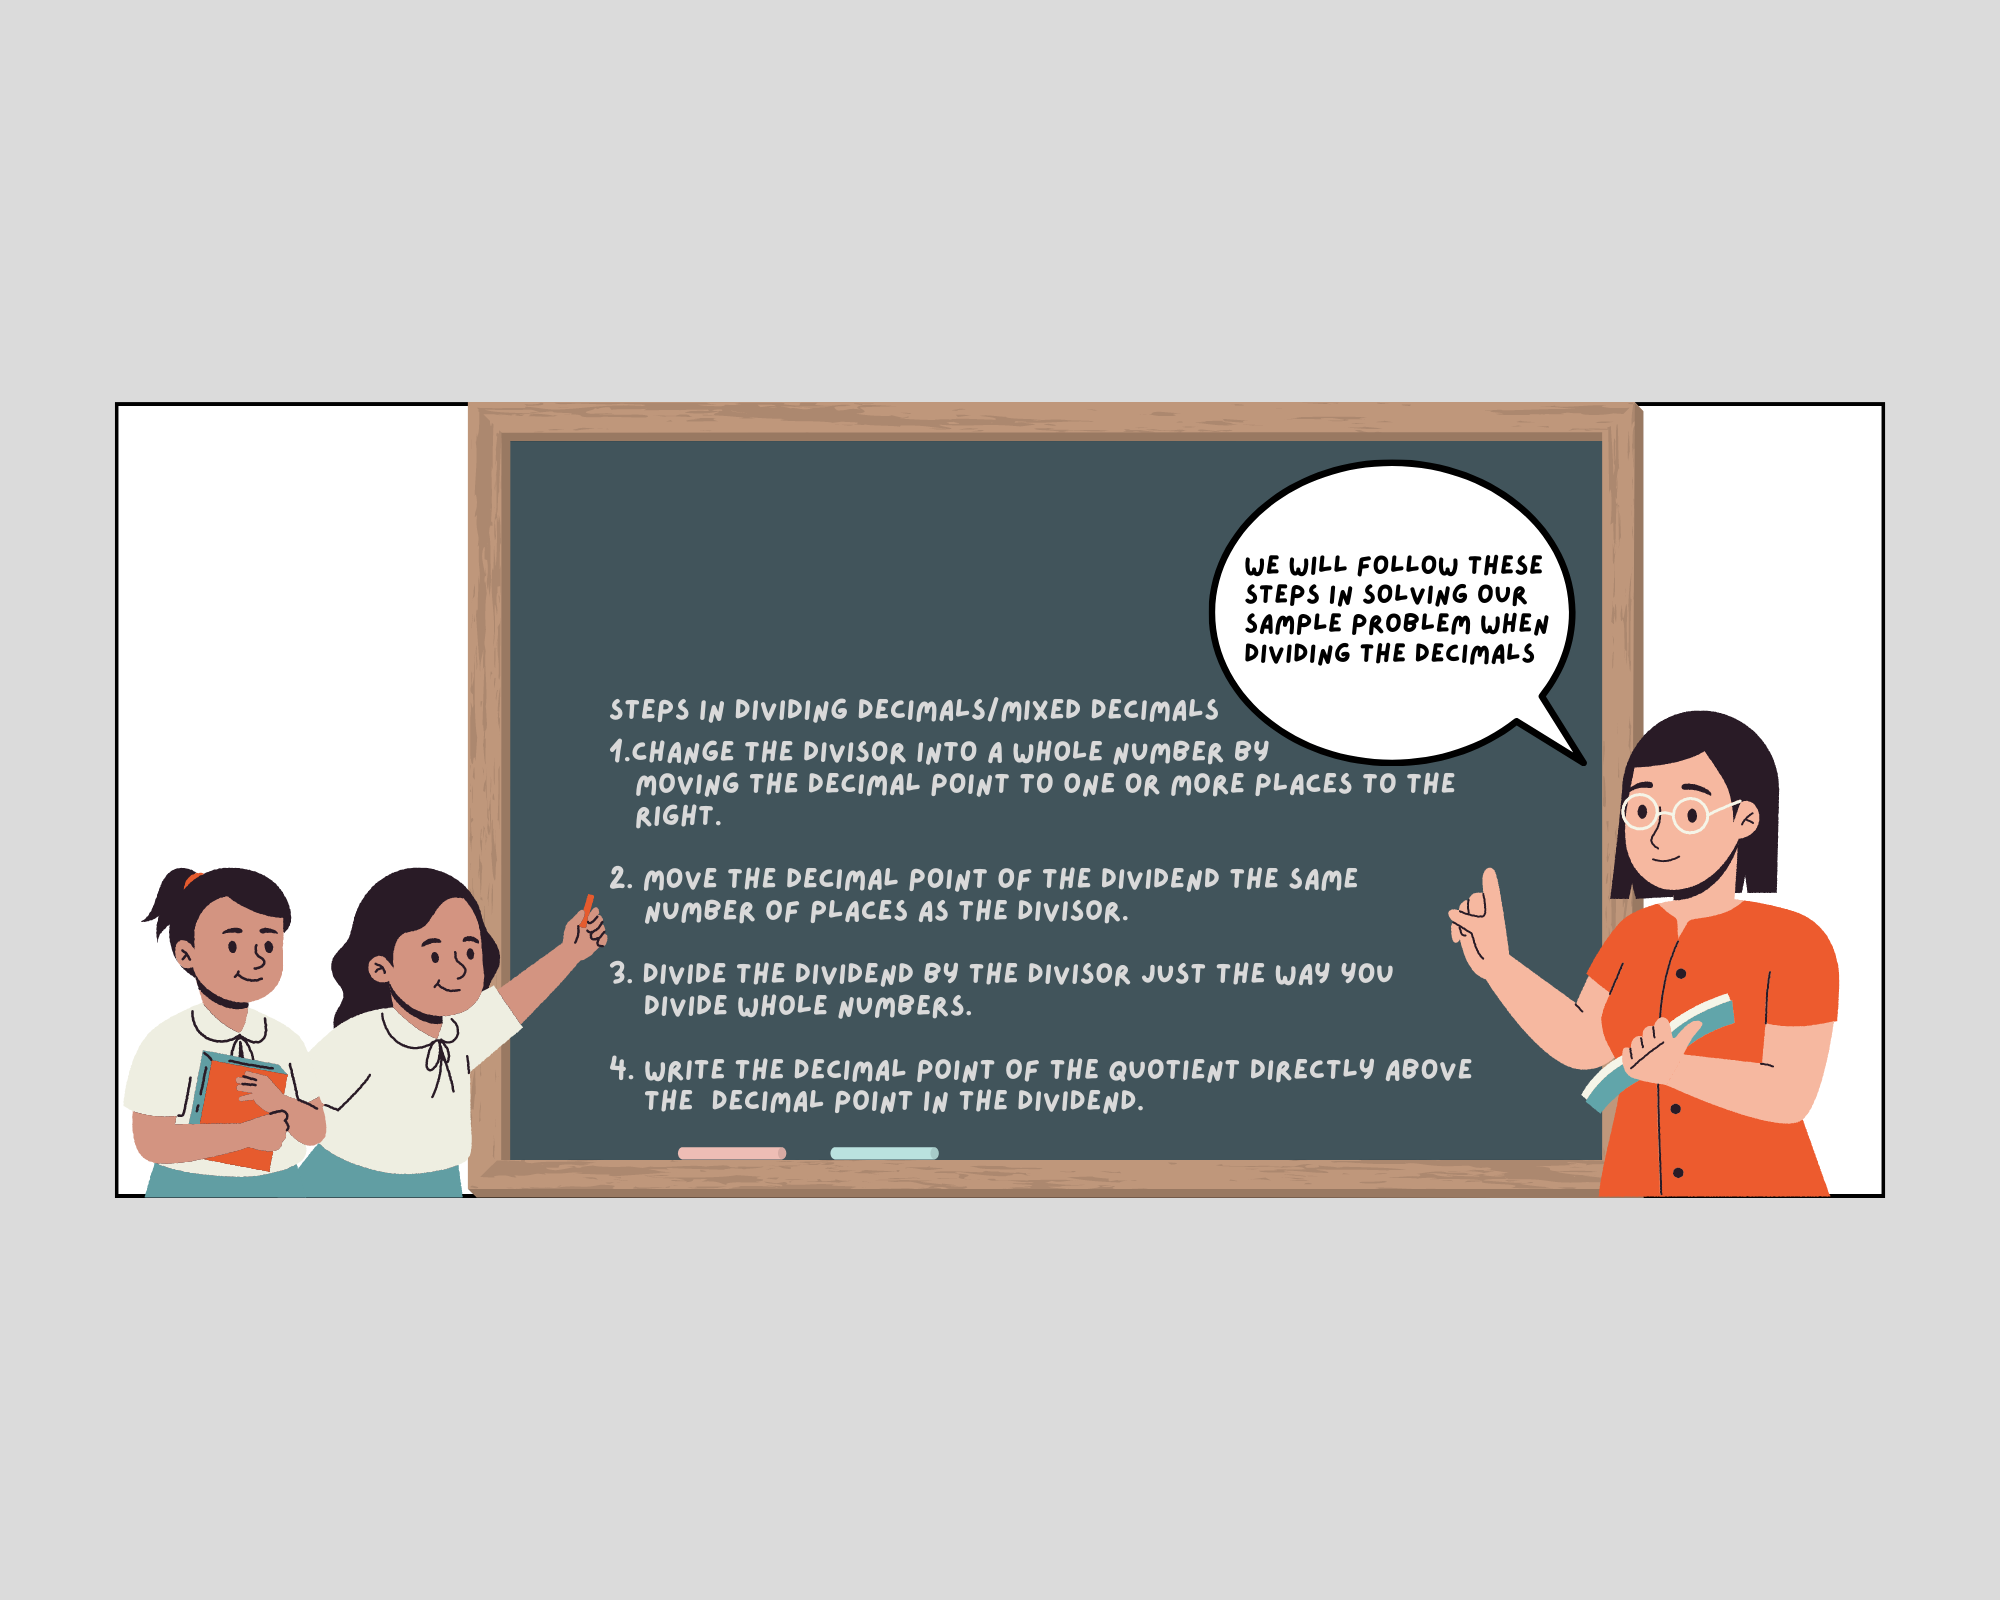 WE WILL FOLLOW THESE
STEPS IN SOLVING OUR
SAMPLE PROBLEM WHEN
DIVIDING THE DECIMALS
STEPS IN DIVIDING DECIMALS/MIXED DECIMALS
1.CHANGE THE DIVISOR INTO A WHOLE NUMBER BY
MOVING THE DECIMAL POINT TO ONE OR MORE PLACES TO THE
RIGHT.
2. MOVE THE DECIMAL POINT OF THE DIVIDEND THE SAME
NUMBER OF PLACES AS THE DIVISOR.
3. DIVIDE THE DIVIDEND BY THE DIVISOR JUST THE WAY YOU
DIVIDE WHOLE NUMBERS.
4. WRITE THE DECIMAL POINT OF THE QUOTIENT DIRECTLY ABOVE
THE DECIMAL POINT IN THE DIVIDEND.